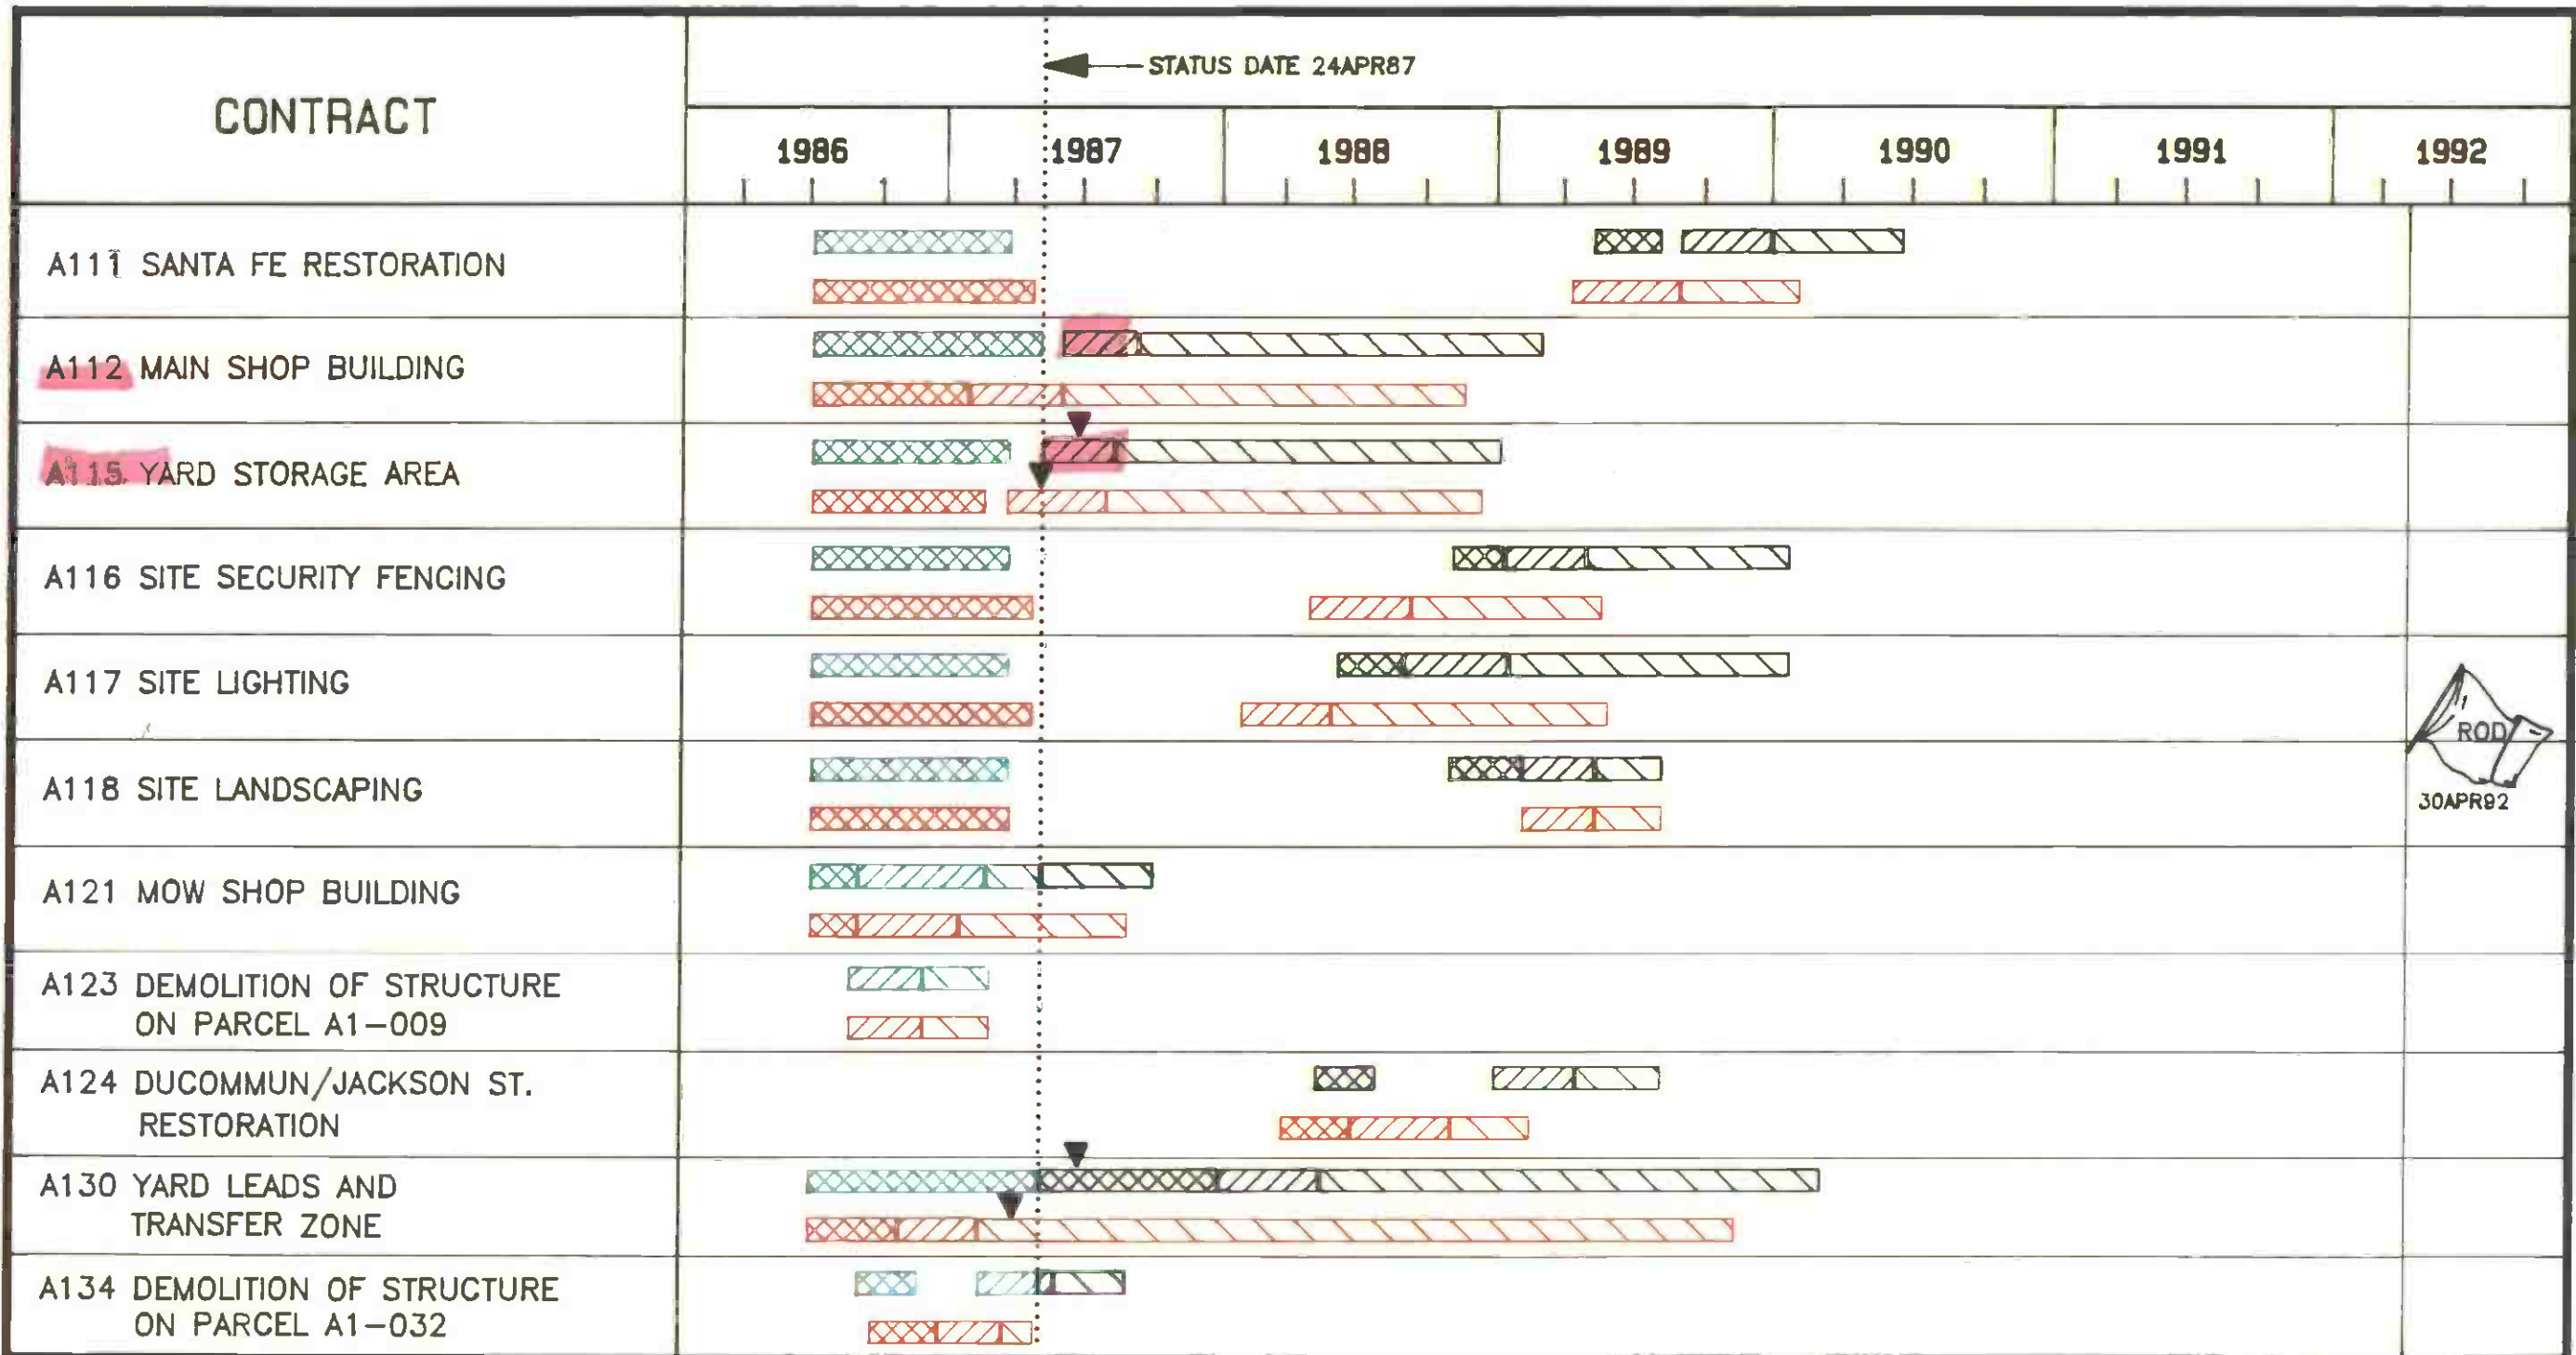 STATUS DATE 24APR87
CONTRACT
1986 1987 1988 1989 1990 1991 1992
A111 SANTA FE RESTORATION
A112 MAIN SHOP BUILDING
A115 YARD STORAGE AREA
A116 SITE SECURITY FENCING
A117 SITE LIGHTING
ROD
A118 SITE LANDSCAPING
30APR92
A121 MOW SHOP BUILDING
A123 DEMOLITION OF STRUCTURE
ON PARCEL A1-009
A124 DUCOMMUN/JACKSON ST.
RESTORATION
A130 YARD LEADS AND
TRANSFER ZONE
A134 DEMOLITION OF STRUCTURE
ON PARCEL A1-032